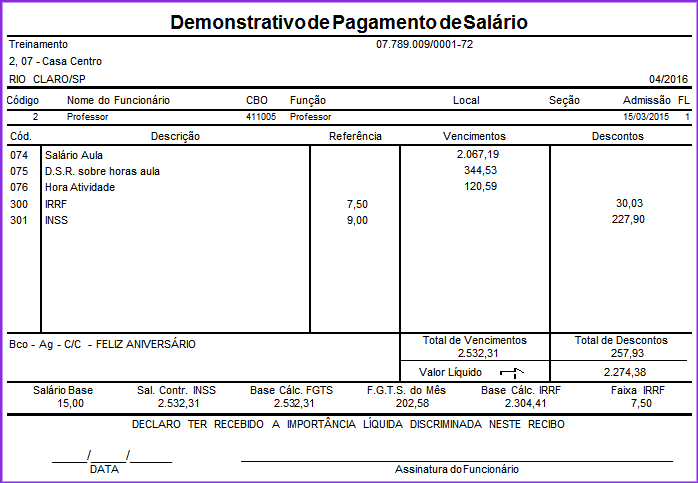 Demonstrativo de Pagamento de Salário
Treinamento 07.789.009/0001-72
2, 07 - Casa Centro
RIO CLARO/SP 04/2016
Código Nome do Funcionário CBO Função Local Seção Admissão FL
2 Professor 411005 Professor 15/03/2015 1
Cód. Descrição Referência Vencimentos Descontos
074 Salário Aula 2.067,19
075 D.S.R. sobre horas aula 344,53
076 Hora Atividade 120,59
300 IRRF 7,50 30,03
301 INSS 9,00 227,90
Bco - Ag - C/C - FELIZ ANIVERSÁRIO
Total de Vencimentos Total de Descontos
2.532,31 257,93
Valor Líquido 2.274,38
Salário Base Sal. Contr. INSS Base Cálc. FGTS F.G.T.S. do Mês Base Cálc. IRRF Faixa IRRF
15,00 2.532,31 2.532,31 202,58 2.304,41 7,50
DECLARO TER RECEBIDO A IMPORTÂNCIA LÍQUIDA DISCRIMINADA NESTE RECIBO
_____/_____/______
DATA Assinatura do Funcionário